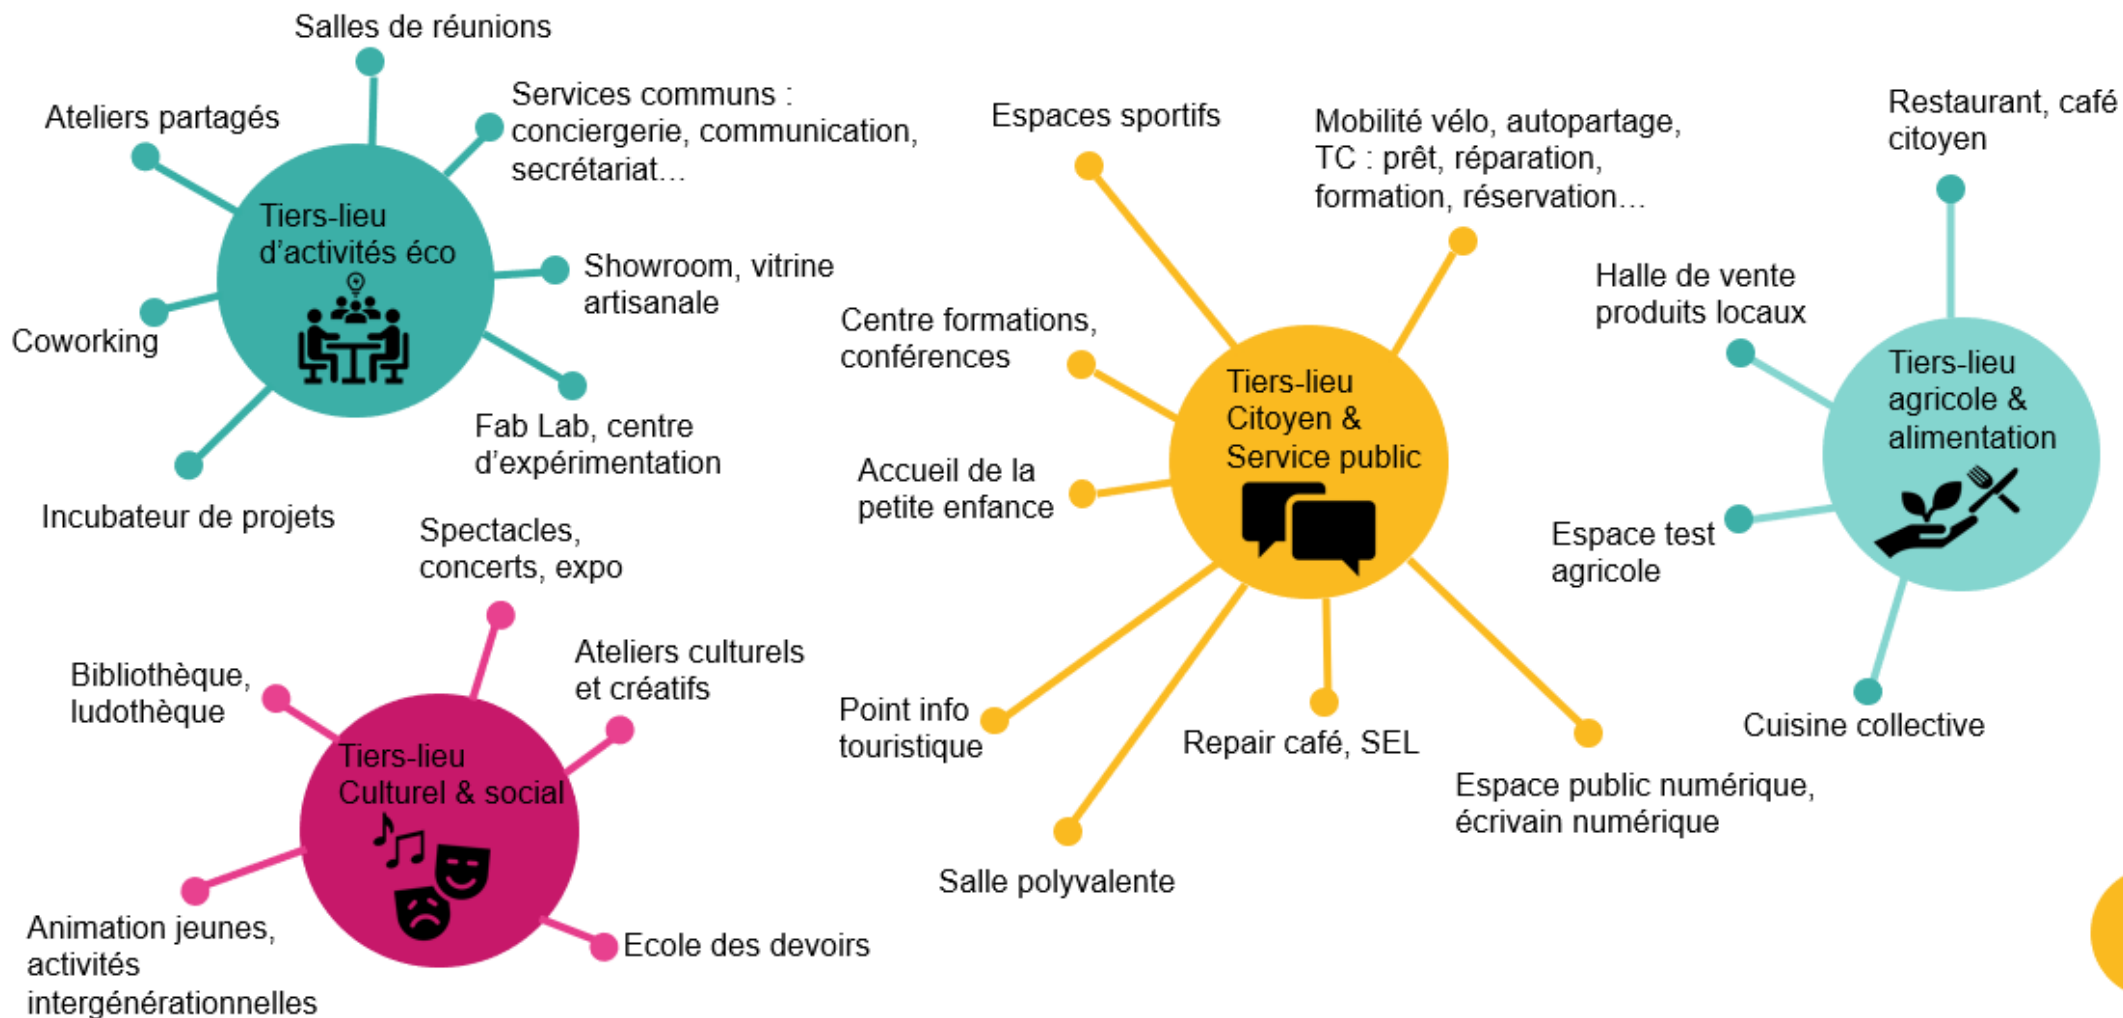 Salles de réunions
Ateliers partagés
Services communs :
conciergerie, communication,
secrétariat...
Tiers-lieu
d’activités éco
Showroom, vitrine
artisanale
Coworking
Fab Lab, centre
d’expérimentation
Incubateur de projets
Spectacles,
concerts, expo
Bibliothèque,
ludothèque
Ateliers culturels
et créatifs
Tiers-lieu
Culturel & social
Animation jeunes,
activités
intergénérationnelles
Ecole des devoirs
Espaces sportifs
Mobilité vélo, autopartage,
TC : prêt, réparation,
formation, réservation...
Centre formations,
conférences
Tiers-lieu
Citoyen &
Service public
Accueil de la
petite enfance
Point info
touristique
Repair café, SEL
Salle polyvalente
Espace public numérique,
écrivain numérique
Restaurant, café
citoyen
Halle de vente
produits locaux
Tiers-lieu
agricole &
alimentation
Espace test
agricole
Cuisine collective